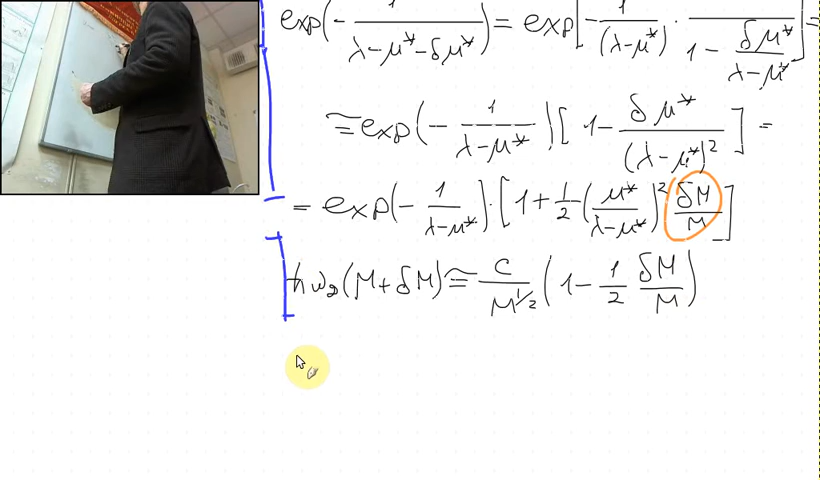 exp(- 1/(λ-μ*-δμ*)) = exp[- 1/(λ-μ*) · 1/(1 - δμ*/(λ-μ*))] =
≅ exp(- 1/(λ-μ*)) [1 - δμ*/(λ-μ*)²] =
= exp(- 1/(λ-μ*)) · [1 + 1/2 (μ*/(λ-μ*))² δM/M]
ħω_D(M+δM) ≅ C/M^(1/2) (1 - 1/2 δM/M)